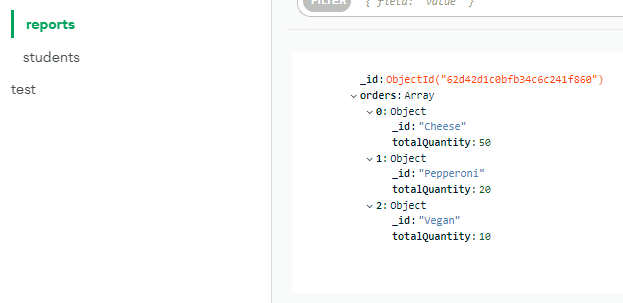 reports
students
test
FILTER { field: 'value' }
_id: ObjectId("62d42d1c0bfb34c6c241f860")
orders: Array
0: Object
_id: "Cheese"
totalQuantity: 50
1: Object
_id: "Pepperoni"
totalQuantity: 20
2: Object
_id: "Vegan"
totalQuantity: 10